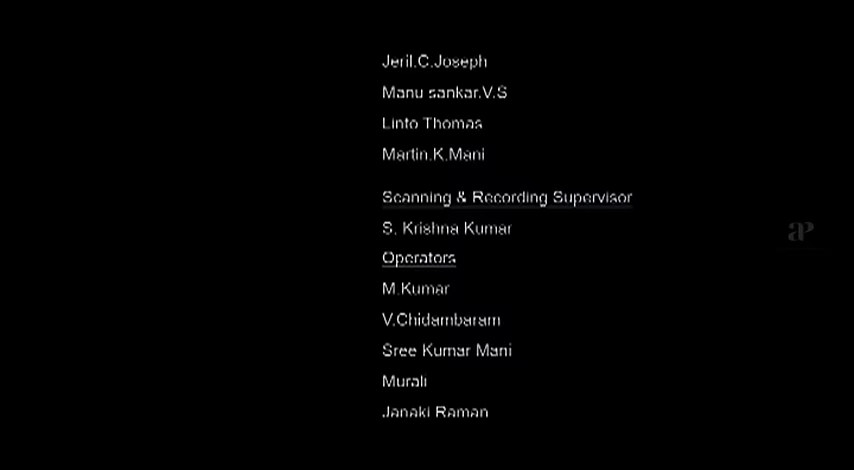 Jeril.C.Joseph
Manu sankar.V.S
Linto Thomas
Martin.K.Mani
Scanning & Recording Supervisor
S. Krishna Kumar
Operators
M.Kumar
V.Chidambaram
Sree Kumar Mani
Murali
Janaki Raman